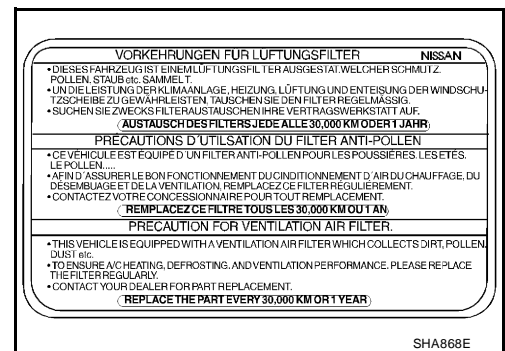 VORKEHRUNGEN FUR LUFTUNGSFILTER NISSAN
•DIESES FAHRZEUG IST EINEM LÜFTUNGSFILTER AUSGESTAT.WELCHER SCHMUTZ.
POLLEN, STAUB etc. SAMMELT.
•UN DIE LEISTUNG DER KLIMAANLAGE, HEIZUNG, LÜFTUNG UND ENTEISUNG DER WINDSCHU-
TZSCHEIBE ZU GEWÄHRLEISTEN, TAUSCHEN SIE DEN FILTER REGELMÄSSIG.
•SUCHEN SIE ZWECKS FILTERAUSTAUSCHEN IHRE VERTRAGSWERKSTATT AUF.
AUSTAUSCH DES FILTERS JEDE ALLE 30,000 KM ODER 1 JAHR
PRÉCAUTIONS D´UTILSATION DU FILTER ANTI-POLLEN
•CE VÉHICULE EST ÉQUIPÉ D´UN FILTER ANTI-POLLEN POUR LES POUSSIÈRES. LES ETÉS.
LE POLLEN.....
•AFIN D´ASSURER LE BON FONCTIONNEMENT DU CINDITIONNEMENT D´AIR DU CHAUFFAGE, DU
DÉSEMBUAGE ET DE LA VENTILATION, REMPLACEZ CE FILTER RÉGULIÈREMENT.
•CONTACTEZ VOTRE CONCESSIONNAIRE POUR TOUT REMPLACEMENT.
REMPLACEZ CE FILTRE TOUS LES 30,000 KM OU 1 AN
PRECAUTION FOR VENTILATION AIR FILTER.
•THIS VEHICLE IS EQUIPPED WITH A VENTILATION AIR FILTER WHICH COLLECTS DIRT, POLLEN,
DUST etc.
•TO ENSURE A/C HEATING, DEFROSTING. AND VENTILATION PERFORMANCE. PLEASE REPLACE
THE FILTER REGULARLY.
•CONTACT YOUR DEALER FOR PART REPLACEMENT.
REPLACE THE PART EVERY 30,000 KM OR 1 YEAR
SHA868E